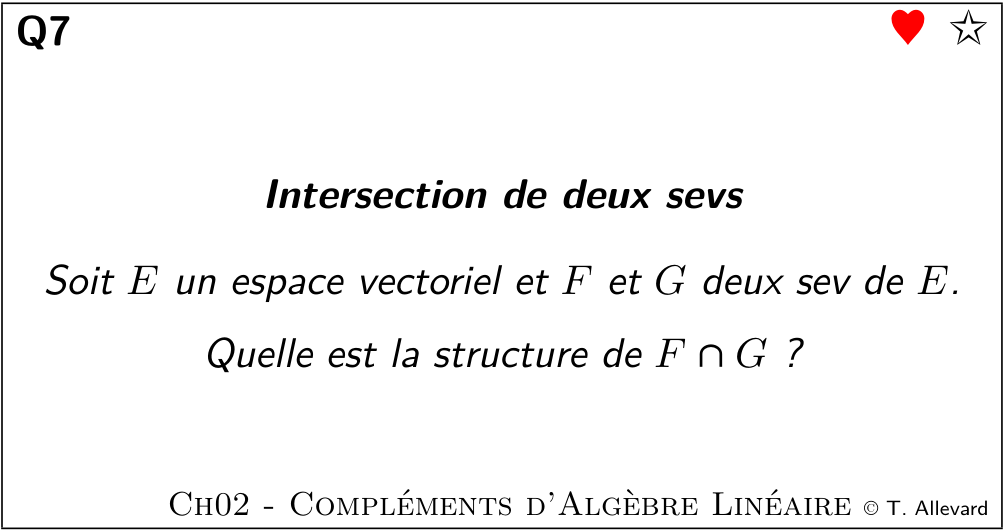 Q7
Intersection de deux sevs
Soit E un espace vectoriel et F et G deux sev de E.
Quelle est la structure de F ∩ G ?
Ch02 - Compléments d'Algèbre Linéaire © T. Allevard